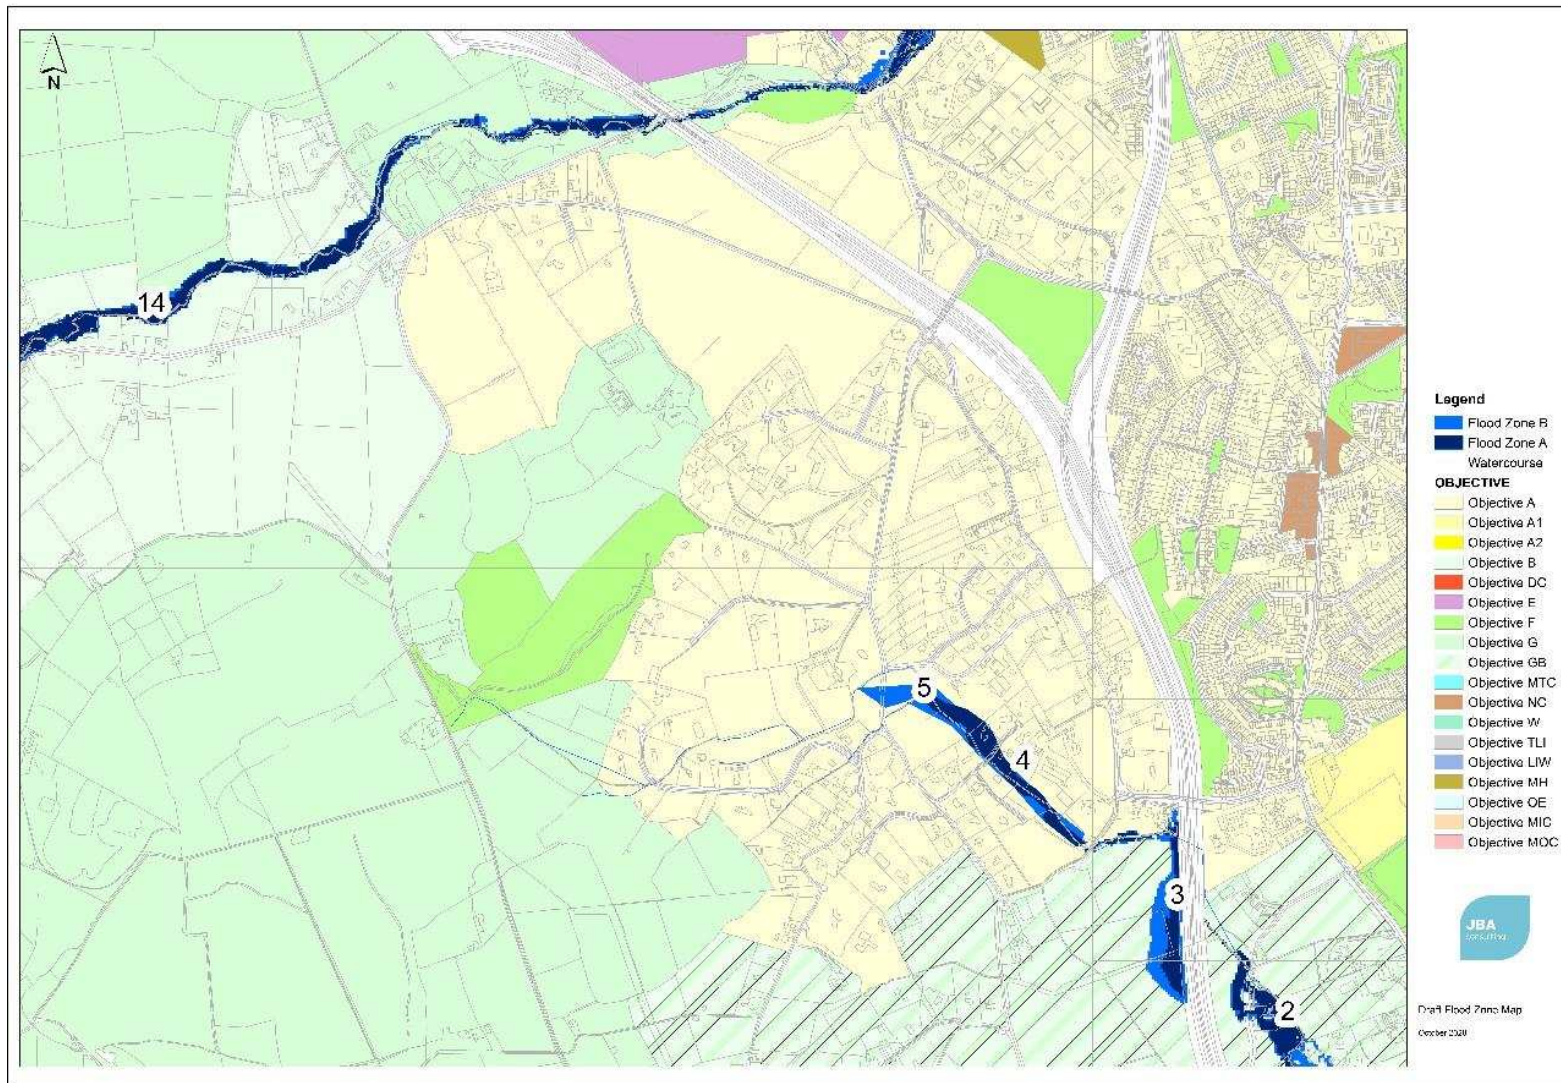 N
14
5
4
3
2
Legend
Flood Zone B
Flood Zone A
Watercourse
OBJECTIVE
Objective A
Objective A1
Objective A2
Objective B
Objective DC
Objective E
Objective F
Objective G
Objective GB
Objective MTC
Objective NC
Objective W
Objective TLI
Objective LIW
Objective MH
Objective OE
Objective MIC
Objective MOC
JBA
consulting
Draft Flood Zone Map
October 2020